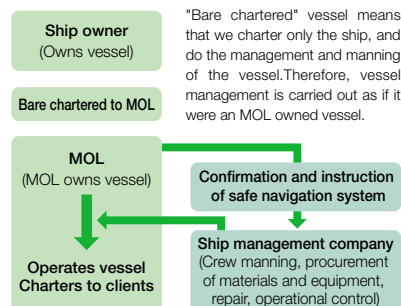 Ship owner
(Owns vessel)
"Bare chartered" vessel means
that we charter only the ship, and
do the management and manning
of the vessel.Therefore, vessel
management is carried out as if it
were an MOL owned vessel.
Bare chartered to MOL
MOL
(MOL owns vessel)
Operates vessel
Charters to clients
Confirmation and instruction
of safe navigation system
Ship management company
(Crew manning, procurement
of materials and equipment,
repair, operational control)